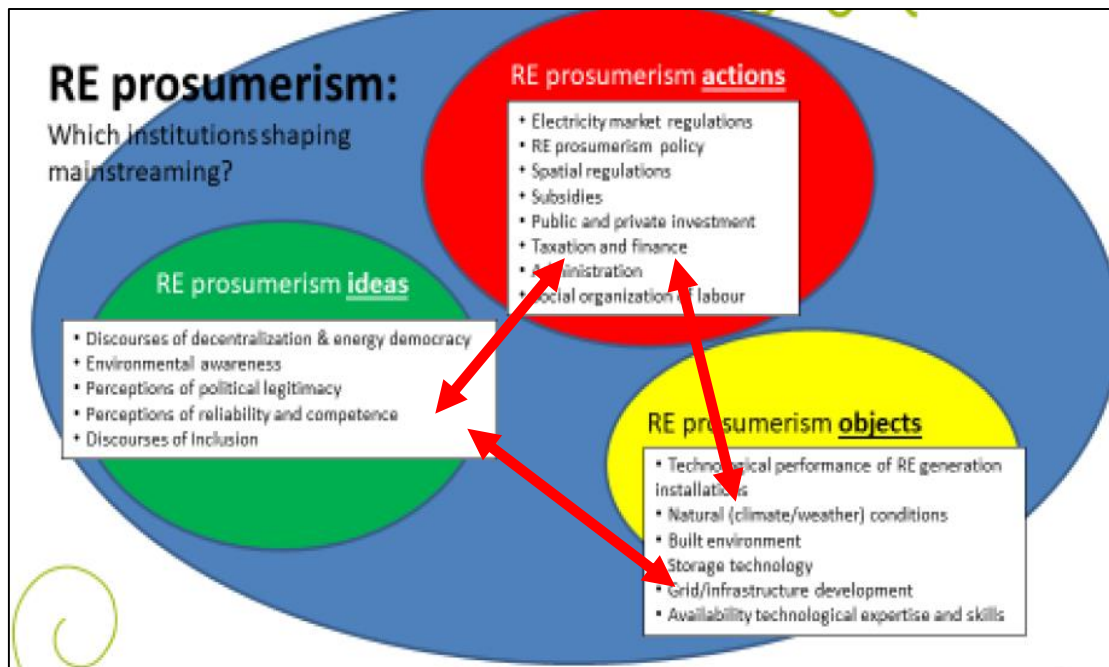 RE prosumerism:
Which institutions shaping
mainstreaming?
RE prosumerism actions
• Electricity market regulations
• RE prosumerism policy
• Spatial regulations
• Subsidies
• Public and private investment
• Taxation and finance
• Administration
• Social organization of labour
RE prosumerism ideas
• Discourses of decentralization & energy democracy
• Environmental awareness
• Perceptions of political legitimacy
• Perceptions of reliability and competence
• Discourses of Inclusion
RE prosumerism objects
• Technological performance of RE generation
installations
• Natural (climate/weather) conditions
• Built environment
• Storage technology
• Grid/infrastructure development
• Availability technological expertise and skills